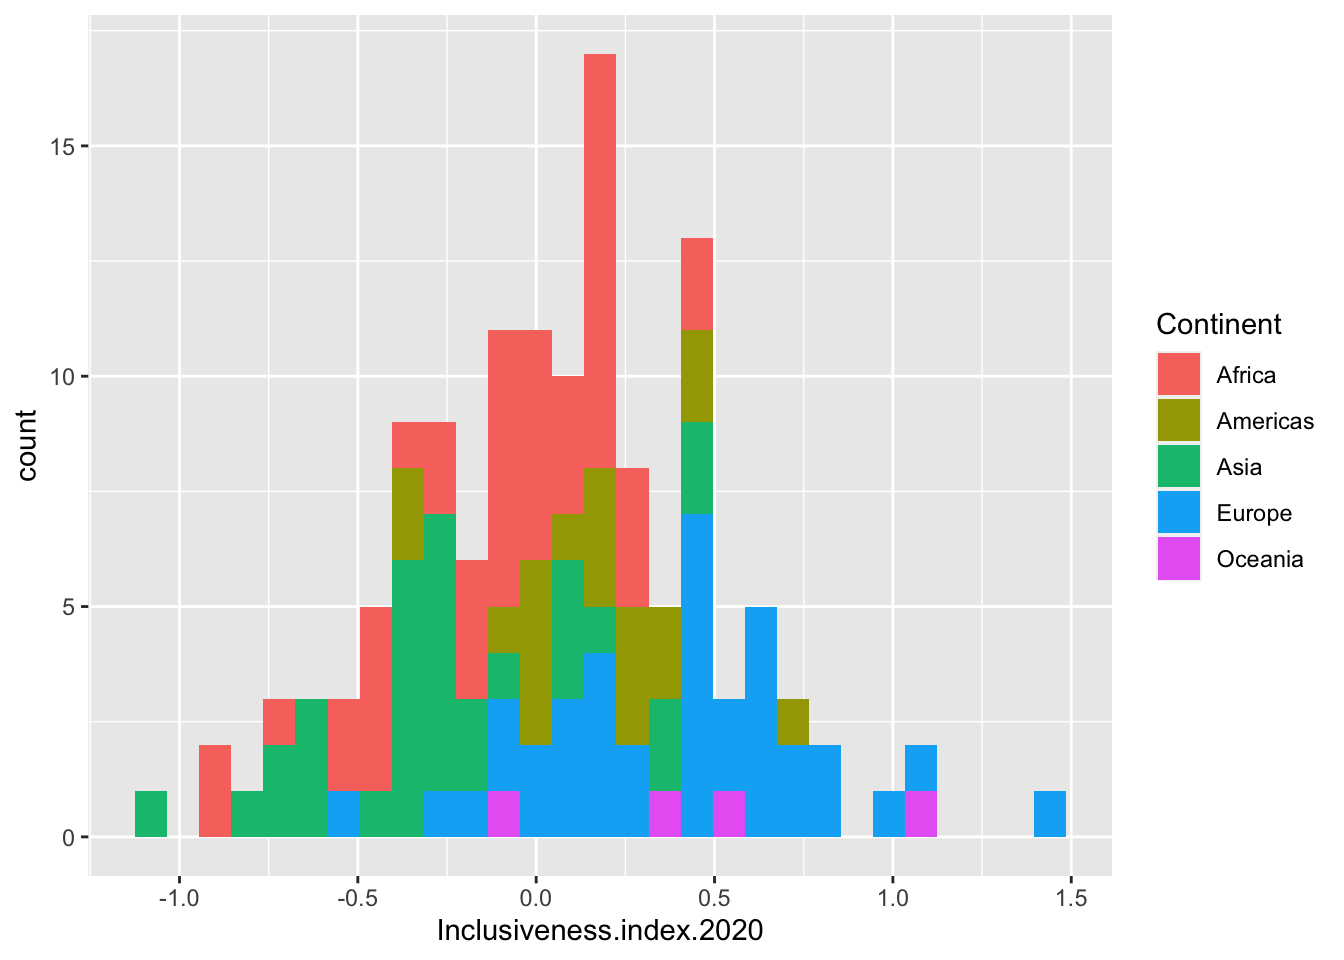 15
10
5
0
count
-1.0
-0.5
0.0
0.5
1.0
1.5
Inclusiveness.index.2020
Continent
Africa
Americas
Asia
Europe
Oceania